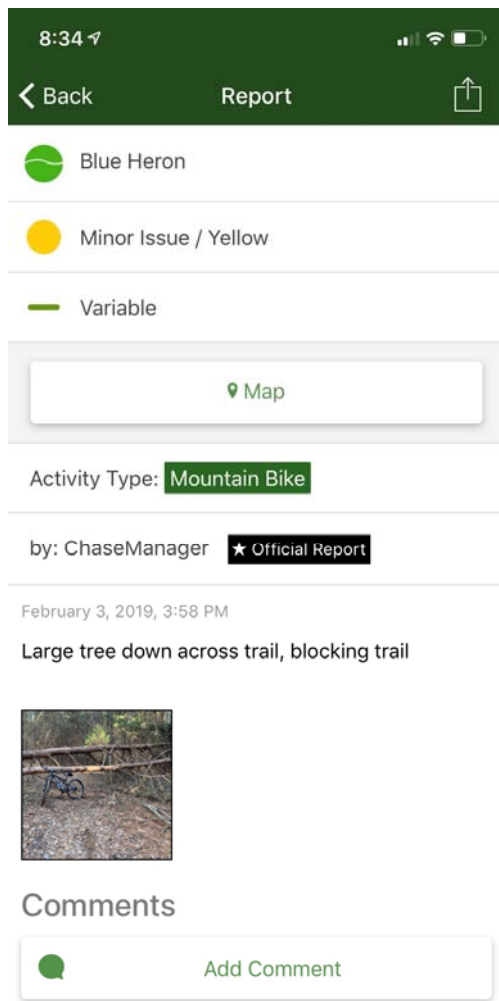 8:34
Back Report
Blue Heron
Minor Issue / Yellow
Variable
Map
Activity Type: Mountain Bike
by: ChaseManager ★ Official Report
February 3, 2019, 3:58 PM
Large tree down across trail, blocking trail
Comments
Add Comment